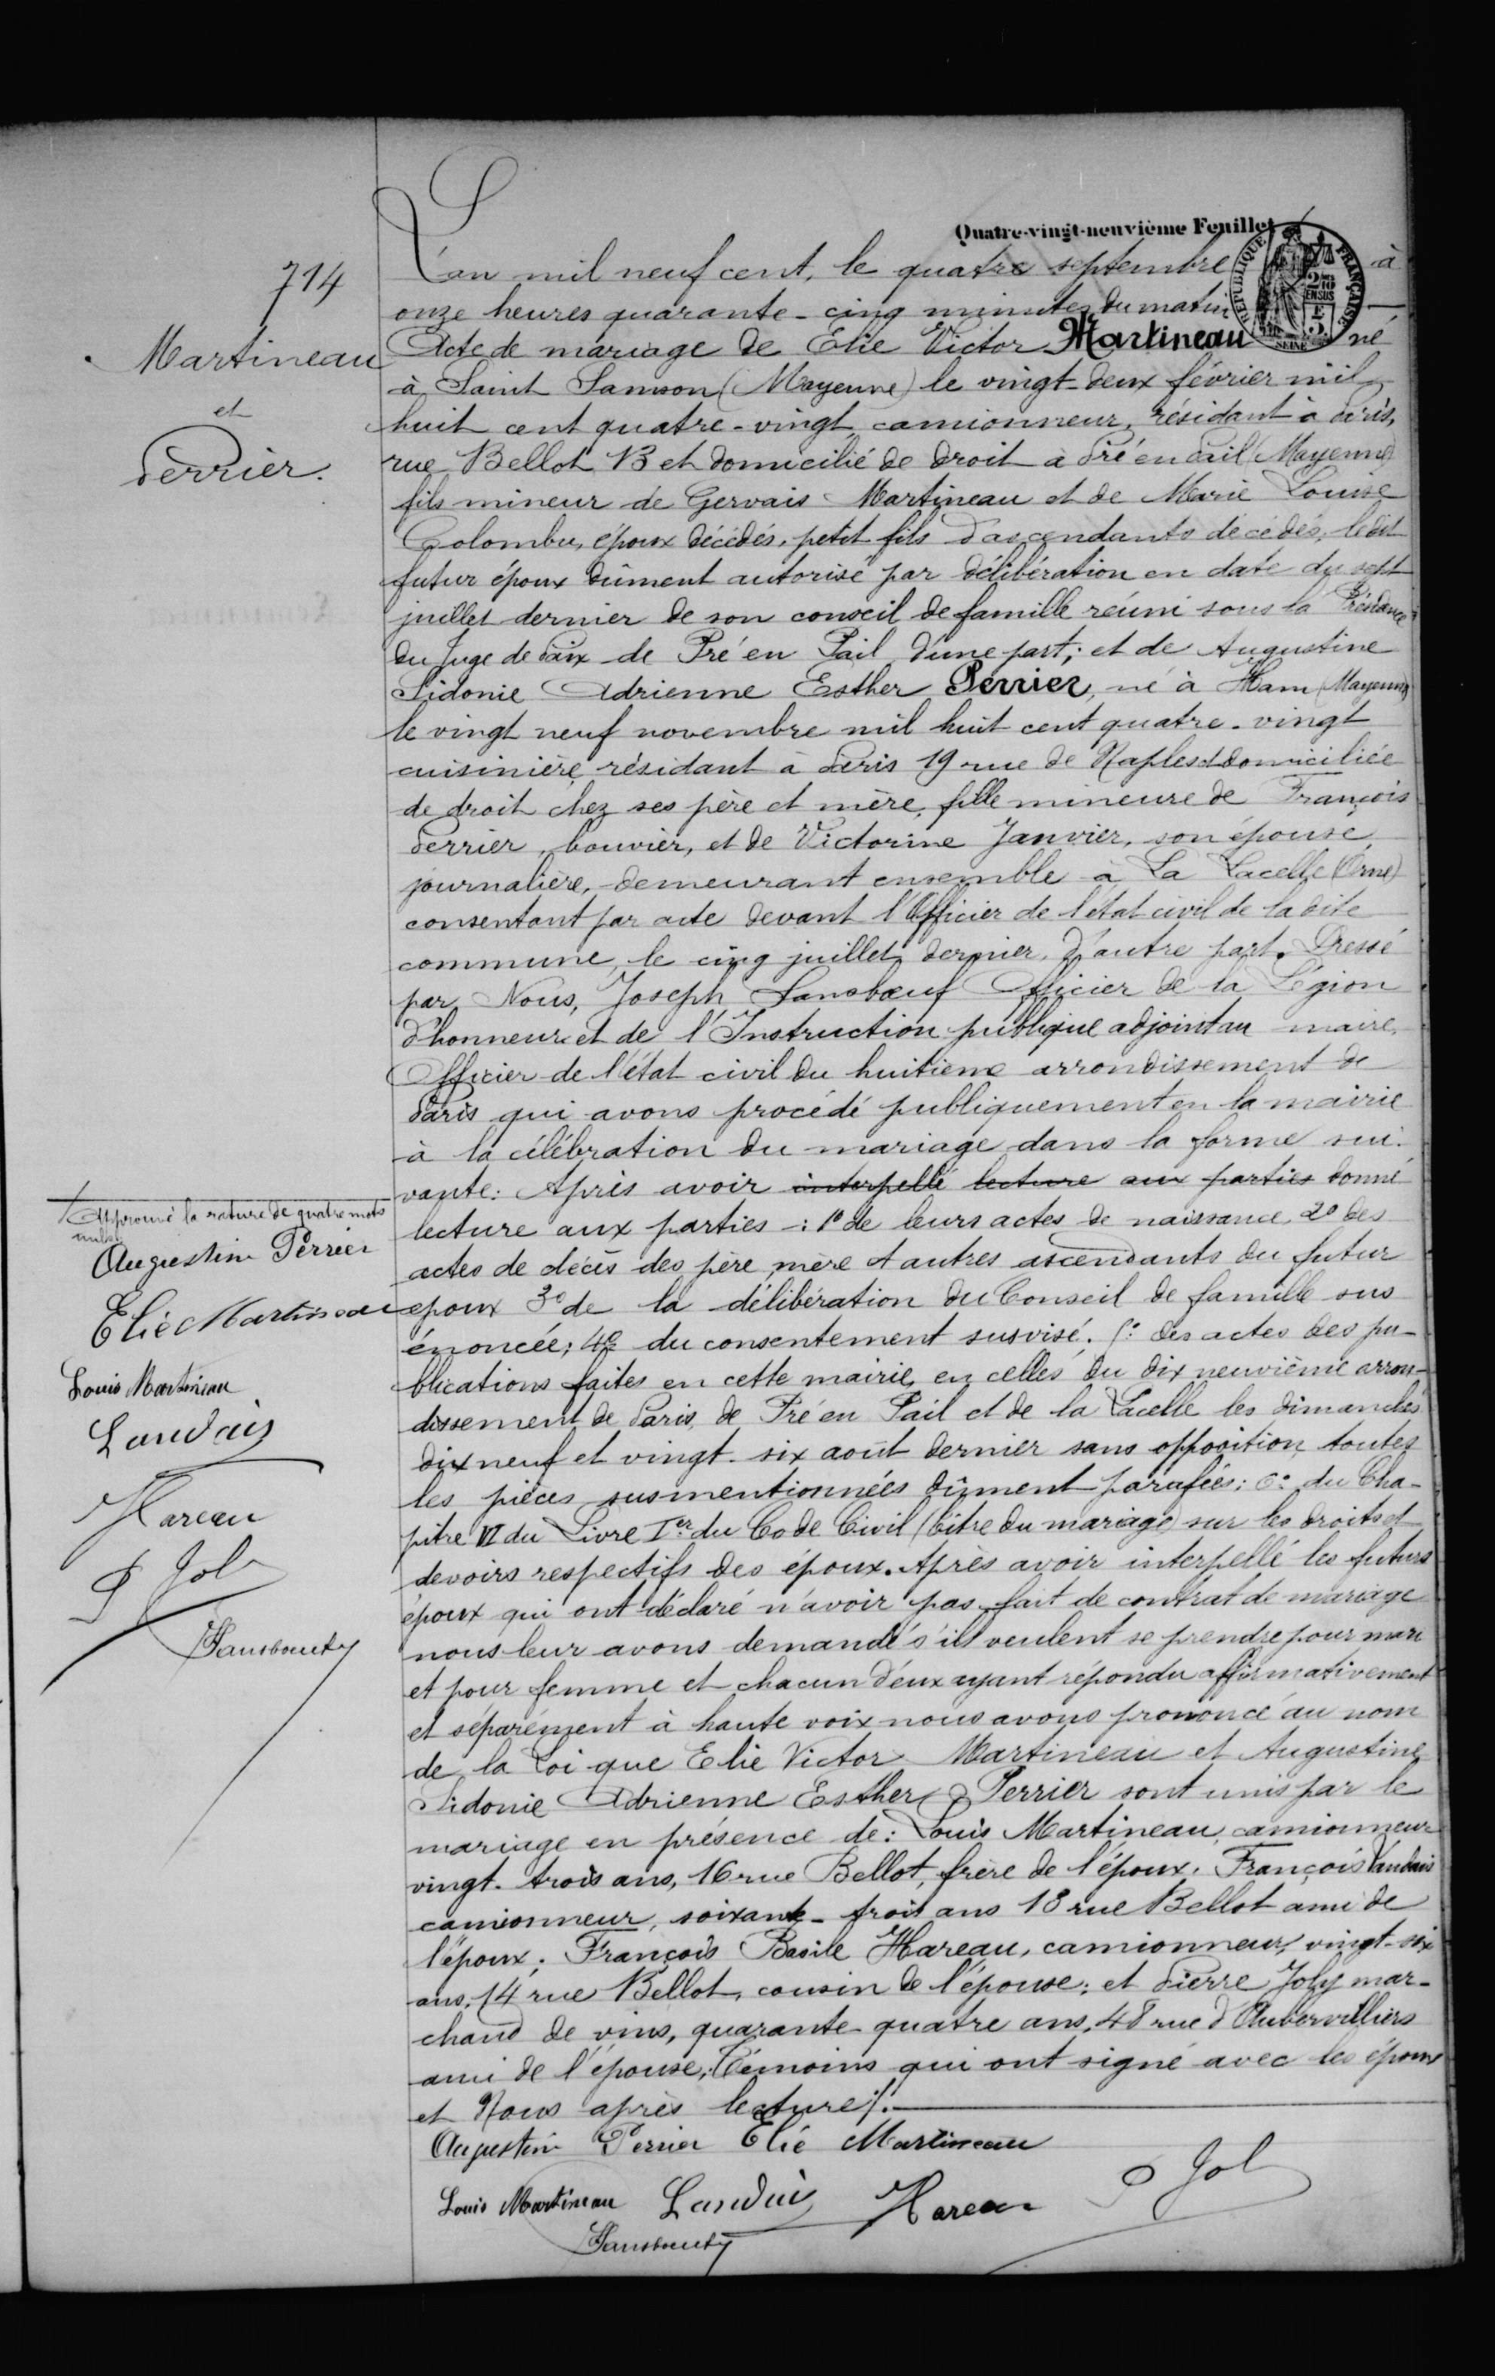 Quatre-vingt-neuvième Feuillet
RÉPUBLIQUE FRANÇAISE
SEINE
714
Martineau
et
Perrier.
L'an mil neuf cent, le quatre septembre à
onze heures quarante-cinq minutes du matin
Acte de mariage de Elie Victor Martineau né
à Saint Samson (Mayenne) le vingt-deux février mil
huit cent quatre-vingt, camionneur, résidant à Paris,
rue Bellot 13 et domicilié de droit à Pré en Pail (Mayenne)
fils mineur de Gervais Martineau et de Marie Louise
Colombu, époux décédés, petit fils d'ascendants décédés, ledit
futur époux dûment autorisé par délibération en date du sept
juillet dernier de son conseil de famille réuni sous la Présidence
du Juge de Paix de Pré en Pail d'une part; et de Augustine
Sidonie Adrienne Esther Perrier, né à Ham (Mayenne)
le vingt neuf novembre mil huit cent quatre-vingt
cuisinière résidant à Paris 19 rue de Naples et domiciliée
de droit chez ses père et mère, fille mineure de François
Perrier, bouvier, et de Victorine Janvier, son épouse,
journalière, demeurant ensemble à La Lacelle (Orne)
consentant par acte devant l'Officier de l'état civil de la dite
commune, le cinq juillet dernier, d'autre part. Dressé
par Nous, Joseph Sansbœuf Officier de la Légion
d'honneur et de l'Instruction publique adjoint au maire,
Officier de l'état civil du huitième arrondissement de
Paris qui avons procédé publiquement en la mairie
à la célébration du mariage dans la forme sui-
vante: Après avoir interpellé lecture aux parties donné
lecture aux parties: 1º de leurs actes de naissance 2º des
actes de décès des père, mère et autres ascendants du futur
époux 3º de la délibération du Conseil de famille sus
énoncée; 4º du consentement susvisé. 5º des actes des pu-
blications faites en cette mairie, en celles du dix neuvième arron-
dissement de Paris, de Pré en Pail et de la Lacelle les dimanches
dix neuf et vingt-six août dernier sans opposition, toutes
les pièces susmentionnées dûment parafées: 6º du Cha-
pitre VI du Livre Ier du Code Civil (titre du mariage) sur les droits et
devoirs respectifs des époux. Après avoir interpellé les futurs
époux qui ont déclaré n'avoir pas fait de contrat de mariage
nous leur avons demandé s'ils veulent se prendre pour mari
et pour femme et chacun d'eux ayant répondu affirmativement
et séparément à haute voix nous avons prononcé au nom
de la Loi que Elie Victor Martineau et Augustine
Sidonie Adrienne Esther Perrier sont unis par le
mariage en présence de: Louis Martineau, camionneur
vingt-trois ans, 16 rue Bellot, frère de l'époux; François Landais
camionneur, soixante-trois ans 18 rue Bellot ami de
l'époux; François Basile Hareau, camionneur, vingt-six
ans, 14 rue Bellot, cousin de l'épouse; et Pierre Joly mar-
chand de vins, quarante-quatre ans, 48 rue d'Aubervilliers
ami de l'épouse, Témoins qui ont signé avec les époux
et Nous après lecture.
Augustine Perrier Elie Martineau
Louis Martineau Landais Hareau P Joly
Sansboeuf
Approuvé la rature de quatre mots
nuls.
Augustine Perrier
Elie Martineau
Louis Martineau
Landais
Hareau
P Joly
Sansboeuf